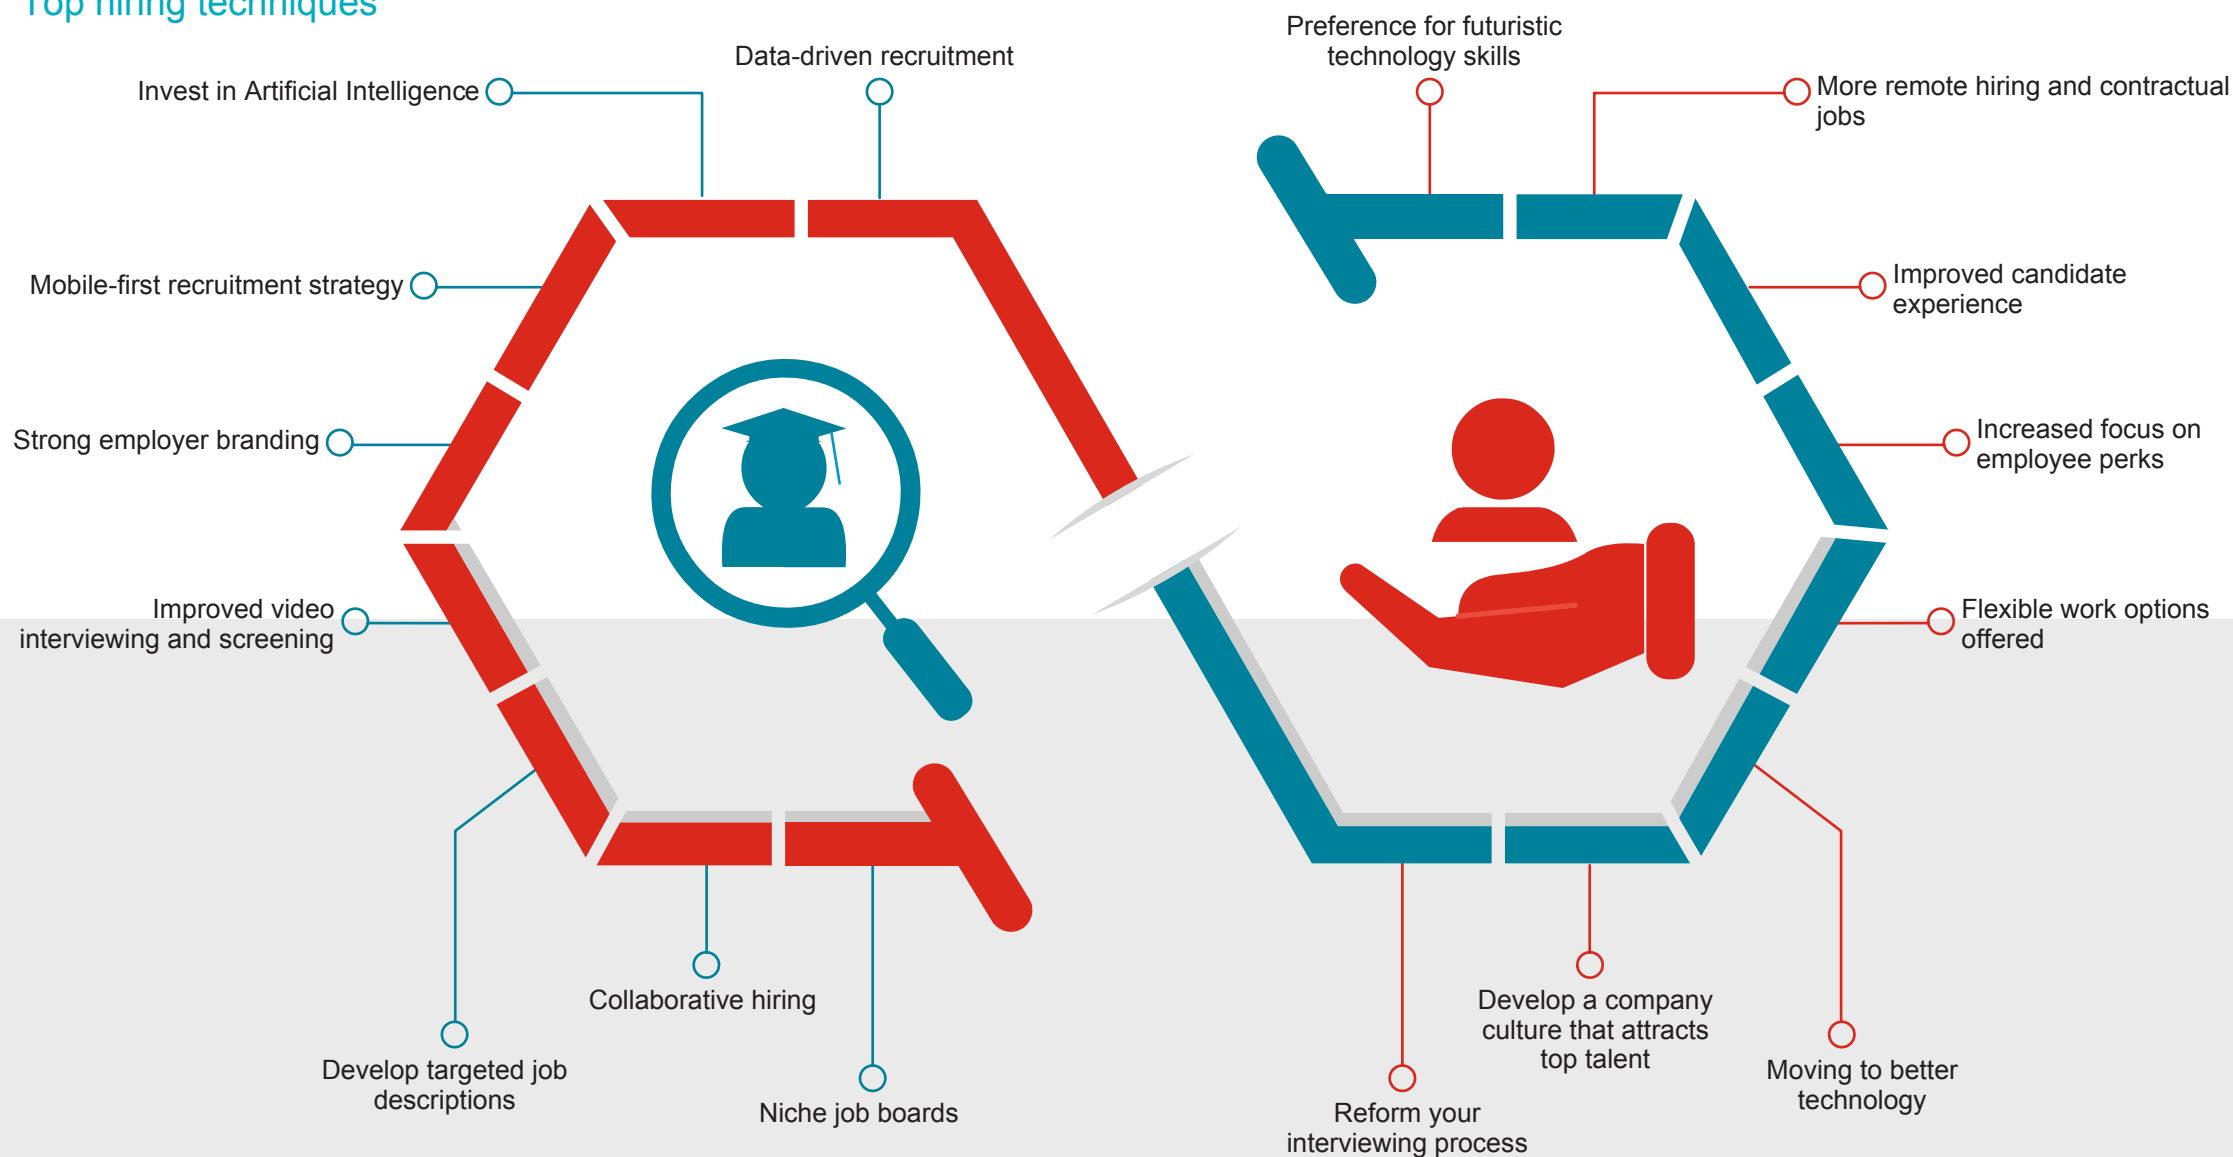 Top hiring techniques
Data-driven recruitment
Invest in Artificial Intelligence
Mobile-first recruitment strategy
Strong employer branding
Improved video
interviewing and screening
Develop targeted job
descriptions
Collaborative hiring
Niche job boards
Preference for futuristic
technology skills
More remote hiring and contractual
jobs
Improved candidate
experience
Increased focus on
employee perks
Flexible work options
offered
Moving to better
technology
Develop a company
culture that attracts
top talent
Reform your
interviewing process